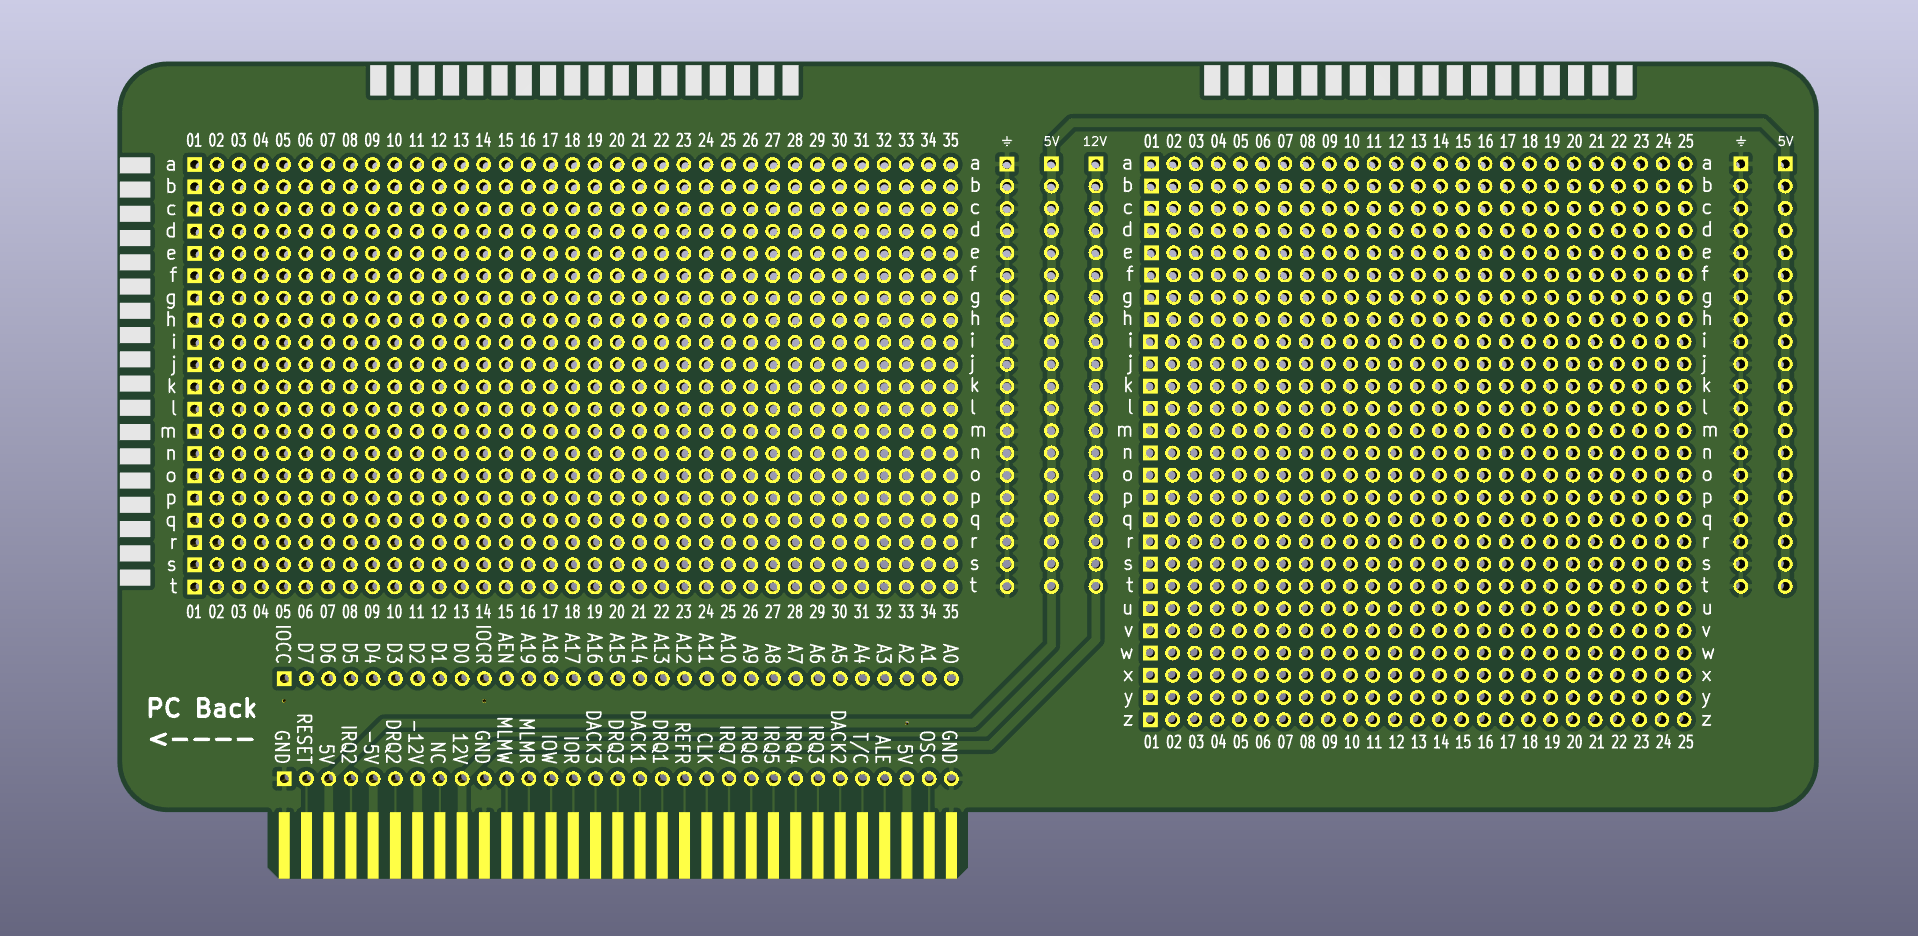 01 02 03 04 05 06 07 08 09 10 11 12 13 14 15 16 17 18 19 20 21 22 23 24 25 26 27 28 29 30 31 32 33 34 35 ⏚ 5V 12V 01 02 03 04 05 06 07 08 09 10 11 12 13 14 15 16 17 18 19 20 21 22 23 24 25 ⏚ 5V
a a a a
b b b b
c c c c
d d d d
e e e e
f f f f
g g g g
h h h h
i i i i
j j j j
k k k k
l l l l
m m m m
n n n n
o o o o
p p p p
q q q q
r r r r
s s s s
t t t t
01 02 03 04 05 06 07 08 09 10 11 12 13 14 15 16 17 18 19 20 21 22 23 24 25 26 27 28 29 30 31 32 33 34 35 u u
v v
w w
x x
y y
z z
01 02 03 04 05 06 07 08 09 10 11 12 13 14 15 16 17 18 19 20 21 22 23 24 25
IOCC D7 D6 D5 D4 D3 D2 D1 D0 IOCR AEN A19 A18 A17 A16 A15 A14 A13 A12 A11 A10 A9 A8 A7 A6 A5 A4 A3 A2 A1 A0
PC Back
<----
GND RESET 5V IRQ2 -5V DRQ2 -12V NC 12V GND MLMW MLMR IOW IOR DACK3 DRQ3 DACK1 DRQ1 REFR CLK IRQ7 IRQ6 IRQ5 IRQ4 IRQ3 DACK2 T/C ALE 5V OSC GND